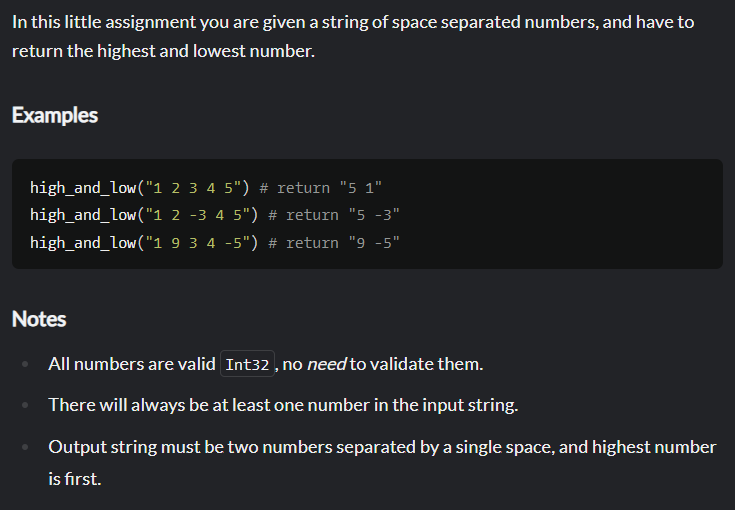 In this little assignment you are given a string of space separated numbers, and have to
return the highest and lowest number.
Examples
high_and_low("1 2 3 4 5") # return "5 1"
high_and_low("1 2 -3 4 5") # return "5 -3"
high_and_low("1 9 3 4 -5") # return "9 -5"
Notes
All numbers are valid Int32, no need to validate them.
There will always be at least one number in the input string.
Output string must be two numbers separated by a single space, and highest number
is first.